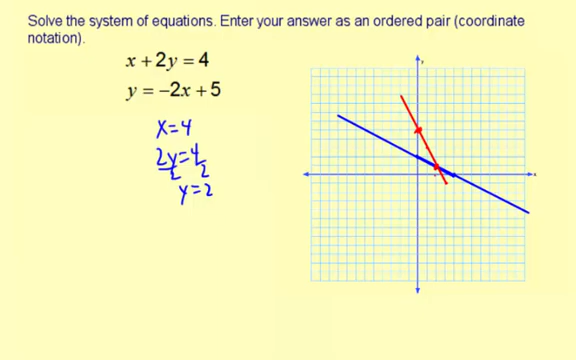 Solve the system of equations. Enter your answer as an ordered pair (coordinate
notation).
x + 2y = 4
y = −2x + 5
x = 4
2y = 4
2 2
y = 2